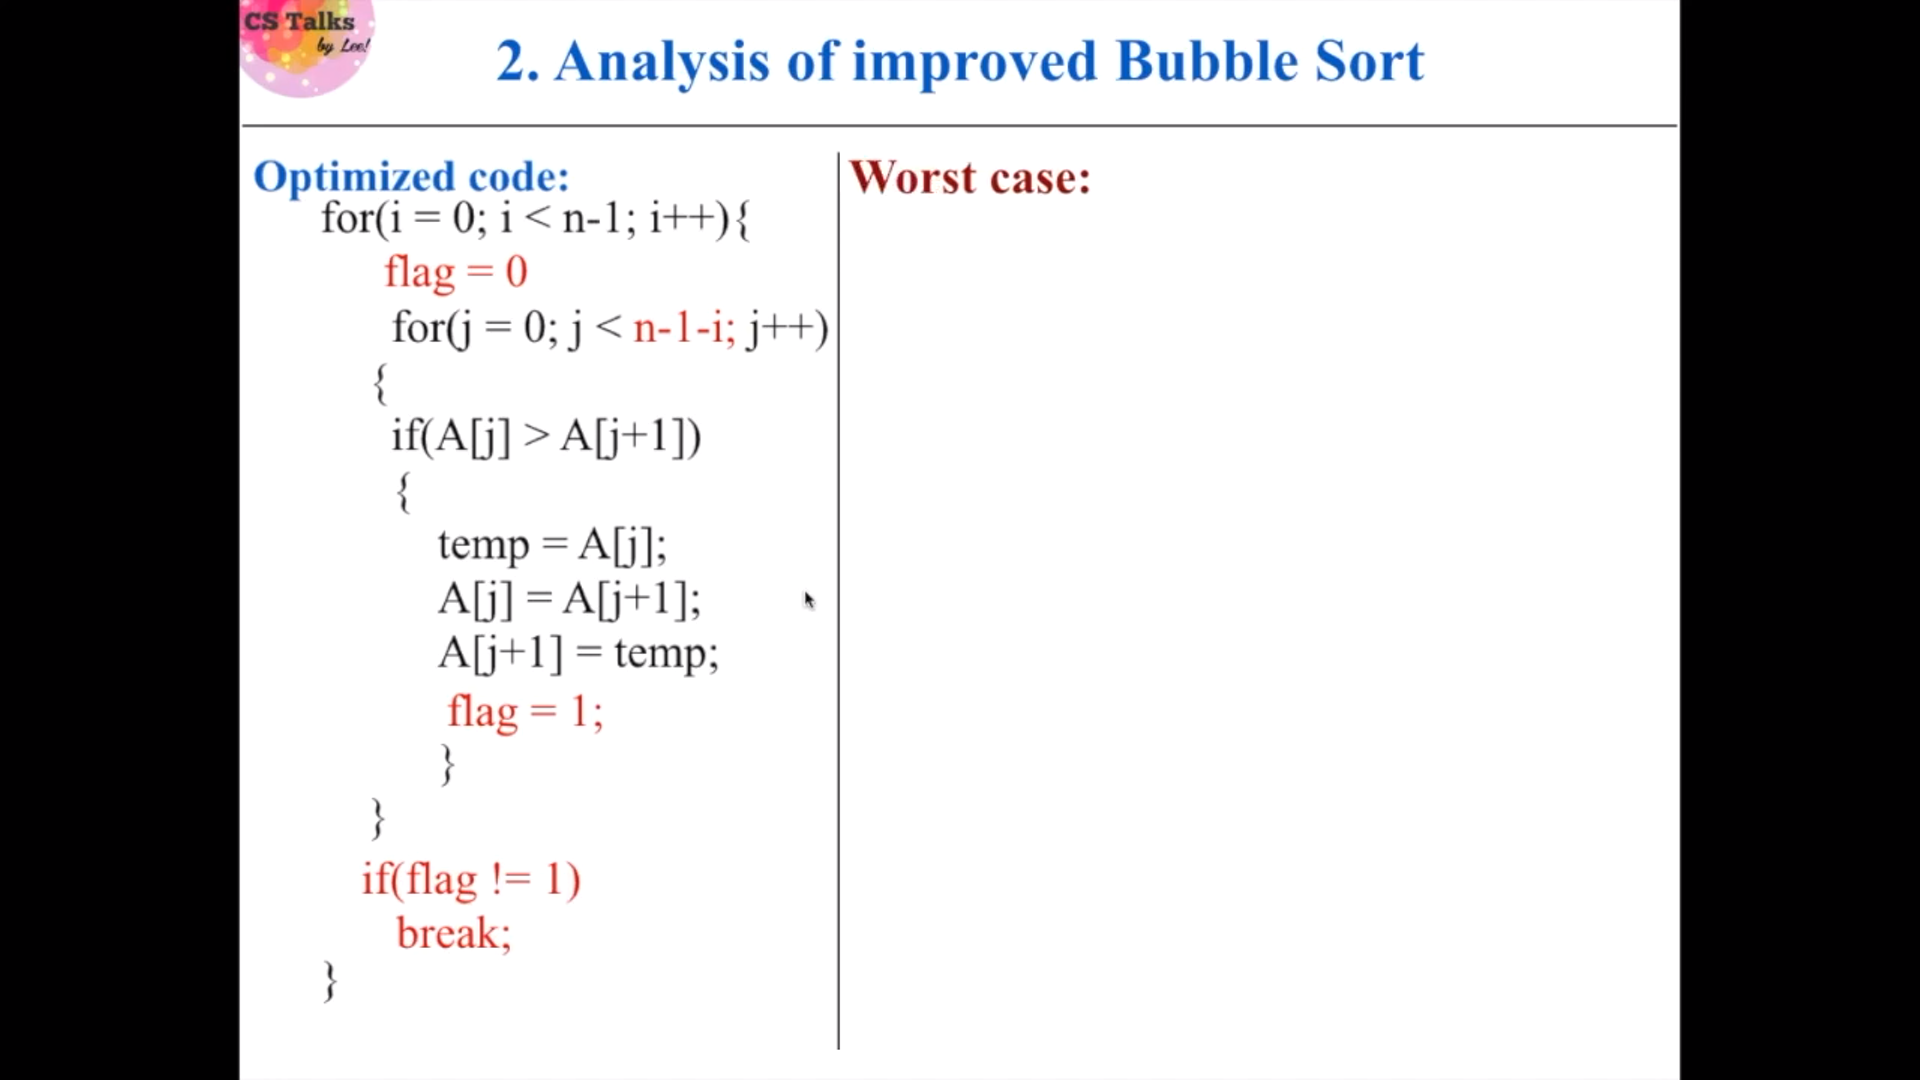 CS Talks
by Lee!
2. Analysis of improved Bubble Sort
Optimized code:
for(i = 0; i < n-1; i++){
flag = 0
for(j = 0; j < n-1-i; j++)
{
if(A[j] > A[j+1])
{
temp = A[j];
A[j] = A[j+1];
A[j+1] = temp;
flag = 1;
}
}
if(flag != 1)
break;
}
Worst case: